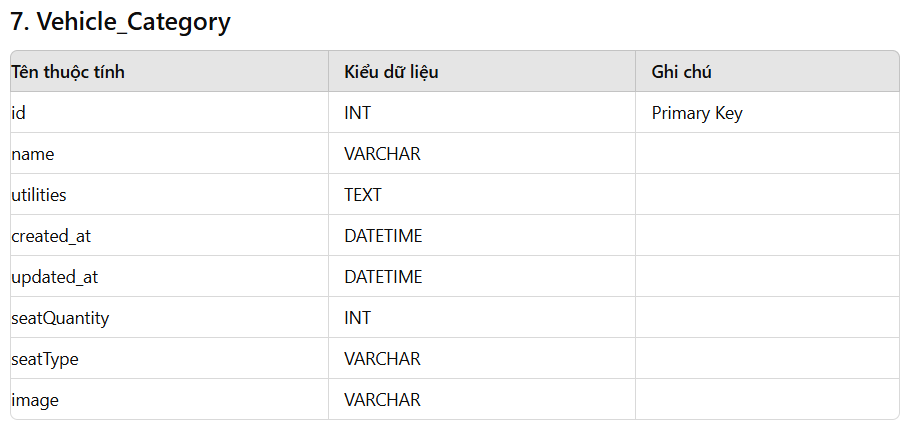 7. Vehicle_Category
Tên thuộc tính Kiểu dữ liệu Ghi chú
id INT Primary Key
name VARCHAR
utilities TEXT
created_at DATETIME
updated_at DATETIME
seatQuantity INT
seatType VARCHAR
image VARCHAR